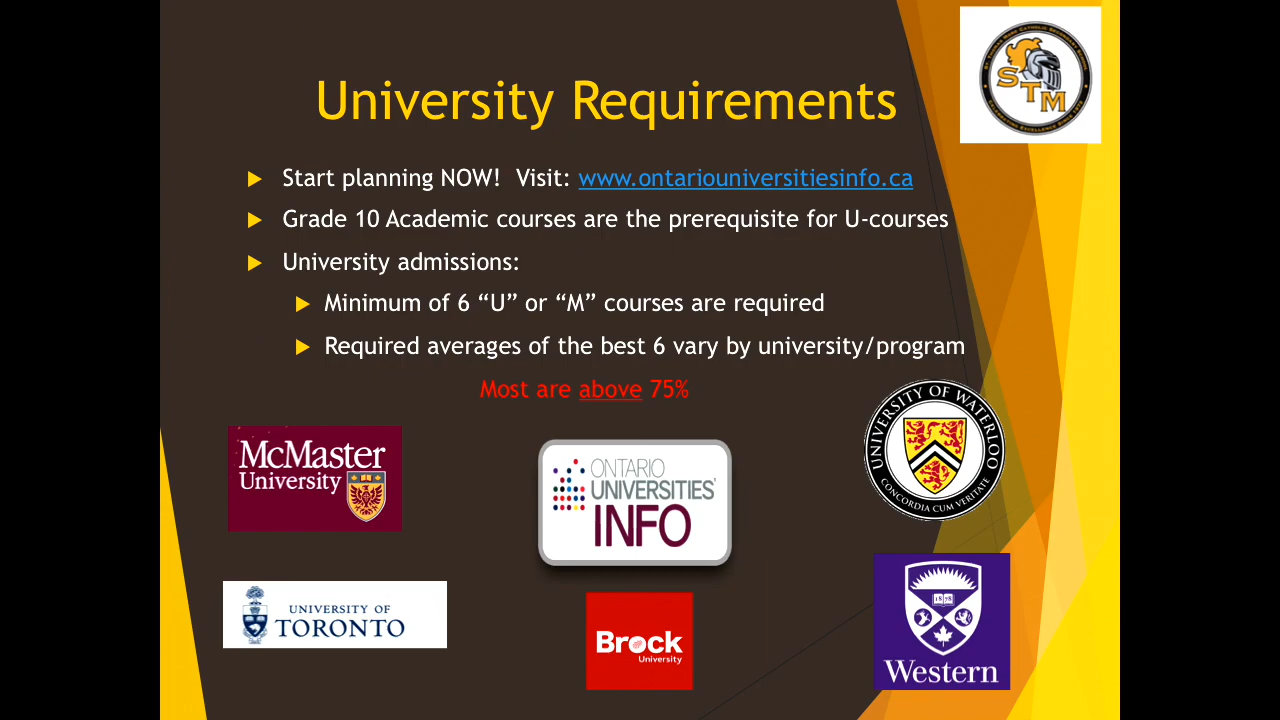 STM
University Requirements
Start planning NOW! Visit: www.ontariouniversitiesinfo.ca
Grade 10 Academic courses are the prerequisite for U-courses
University admissions:
Minimum of 6 “U” or “M” courses are required
Required averages of the best 6 vary by university/program
Most are above 75%
McMaster
University
ONTARIO
UNIVERSITIES'
INFO
UNIVERSITY OF WATERLOO
CONCORDIA CUM VERITATE
UNIVERSITY OF
TORONTO
Brock
University
1878
Western